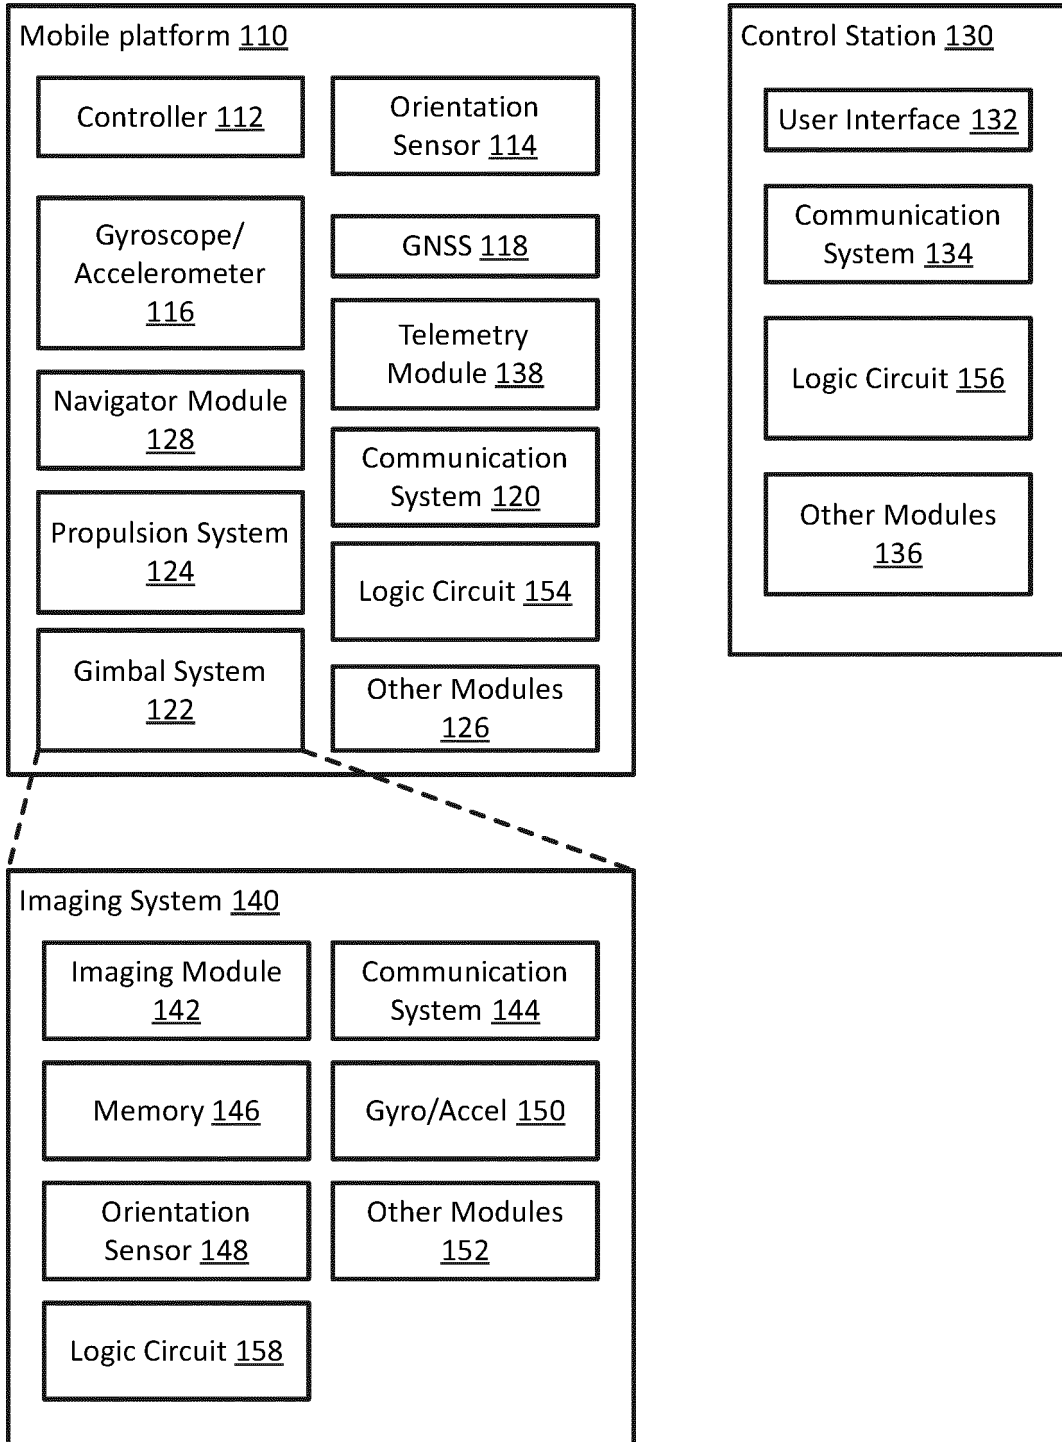 Mobile platform 110
Controller 112
Orientation
Sensor 114
Gyroscope/
Accelerometer
116
GNSS 118
Telemetry
Module 138
Navigator Module
128
Communication
System 120
Propulsion System
124
Logic Circuit 154
Gimbal System
122
Other Modules
126
Control Station 130
User Interface 132
Communication
System 134
Logic Circuit 156
Other Modules
136
Imaging System 140
Imaging Module
142
Communication
System 144
Memory 146
Gyro/Accel 150
Orientation
Sensor 148
Other Modules
152
Logic Circuit 158